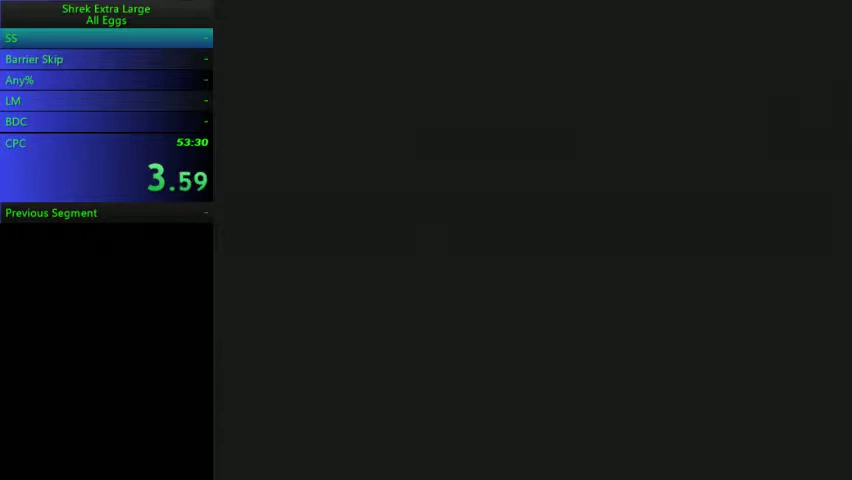 Shrek Extra Large
All Eggs
SS -
Barrier Skip -
Any% -
LM -
BDC -
CPC 53:30
3.59
Previous Segment -